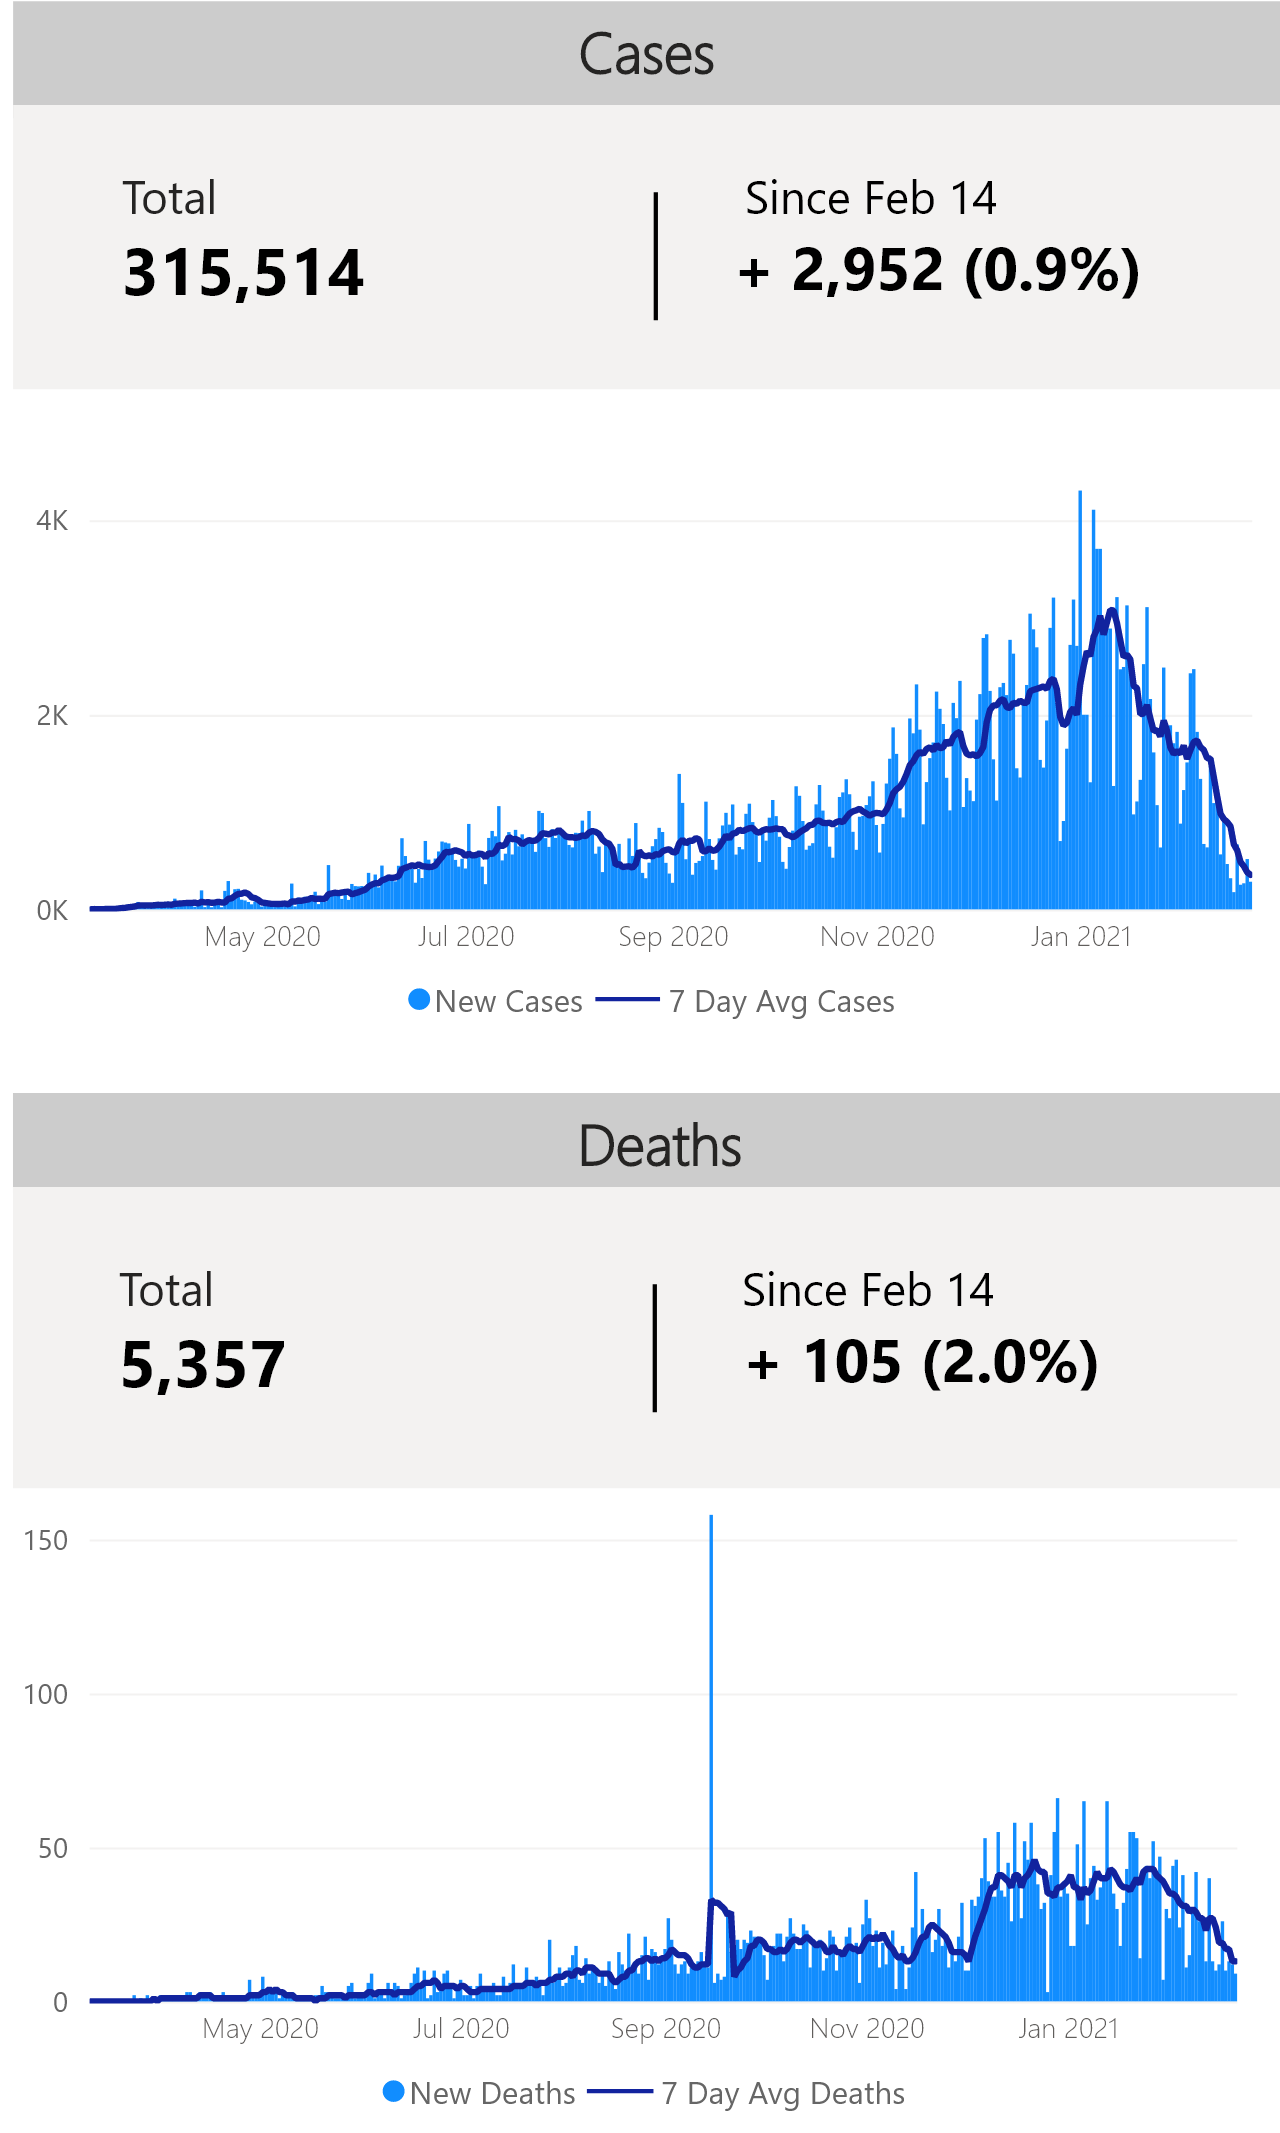 Cases
Total
Since Feb 14
315,514
+ 2,952 (0.9%)
4K
2K
0K
May 2020 Jul 2020 Sep 2020 Nov 2020 Jan 2021
New Cases 7 Day Avg Cases
Deaths
Total
Since Feb 14
5,357
+ 105 (2.0%)
150
100
50
0
May 2020 Jul 2020 Sep 2020 Nov 2020 Jan 2021
New Deaths 7 Day Avg Deaths